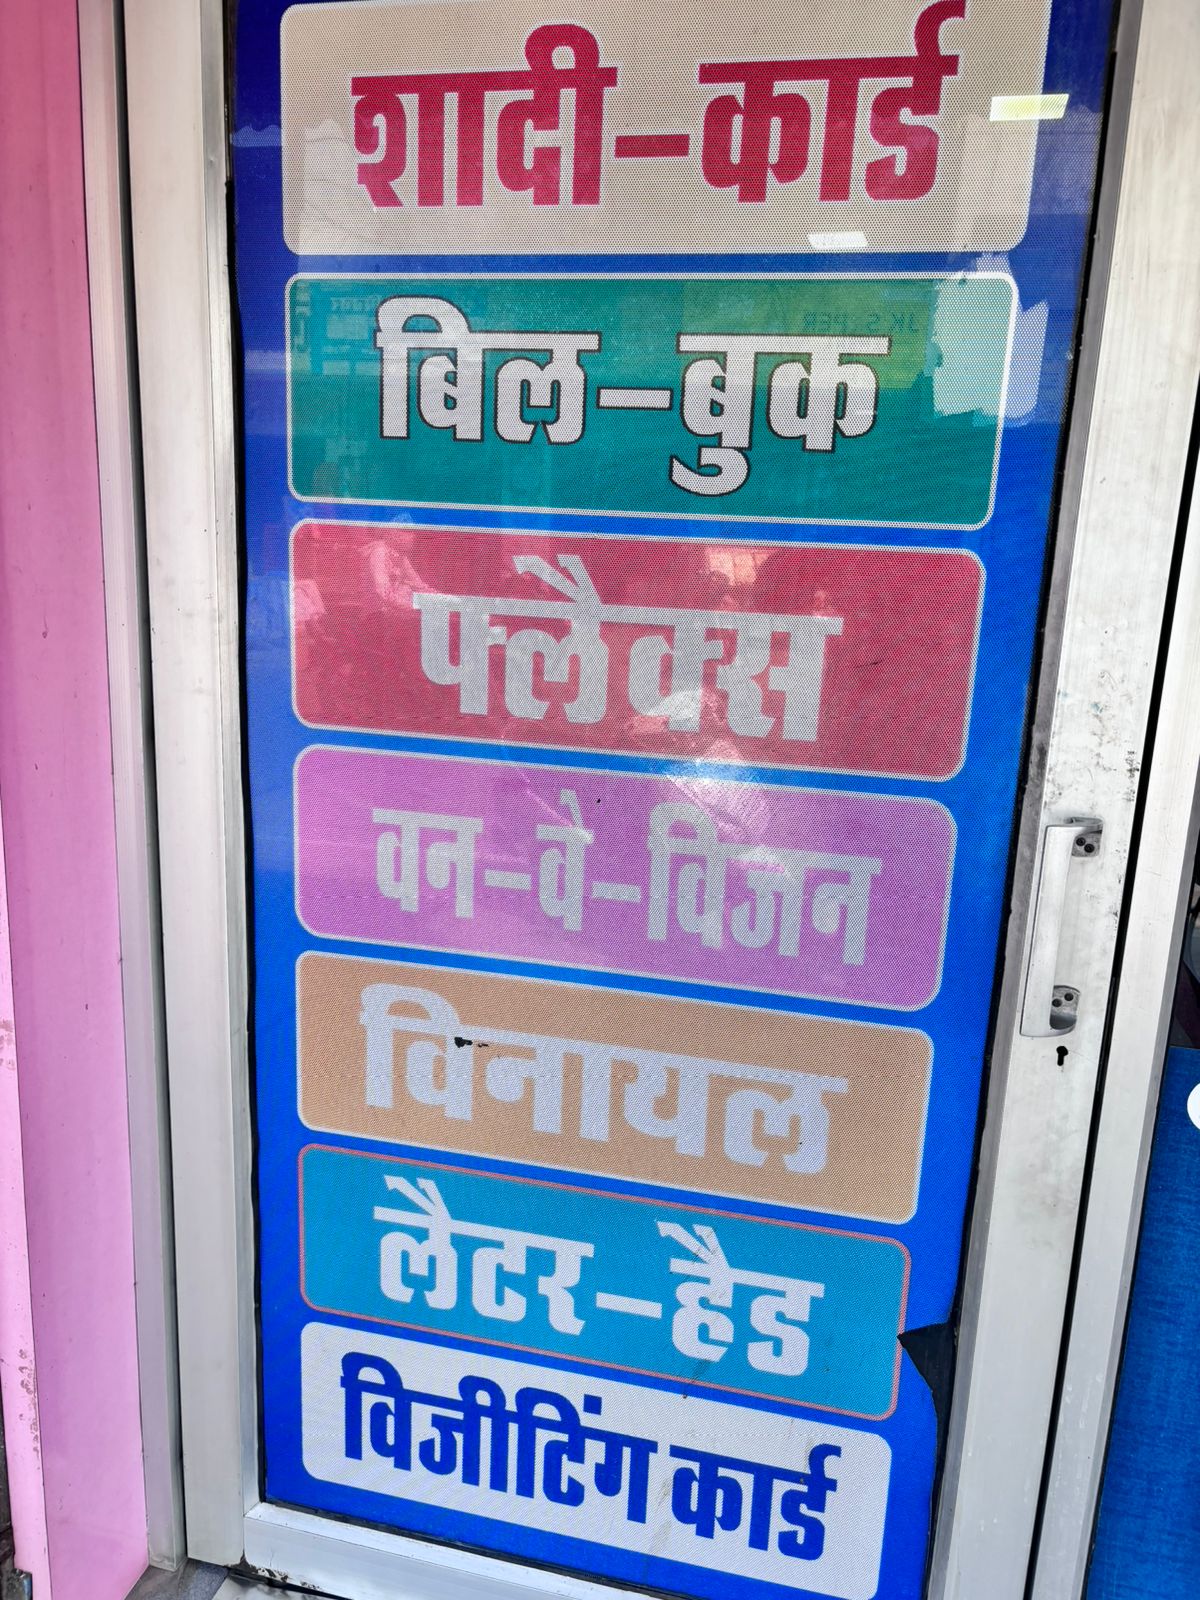 शादी-कार्ड
बिल-बुक
फ्लैक्स
वन-वे-विजन
विनायल
लैटर-हैड
विजीटिंग कार्ड